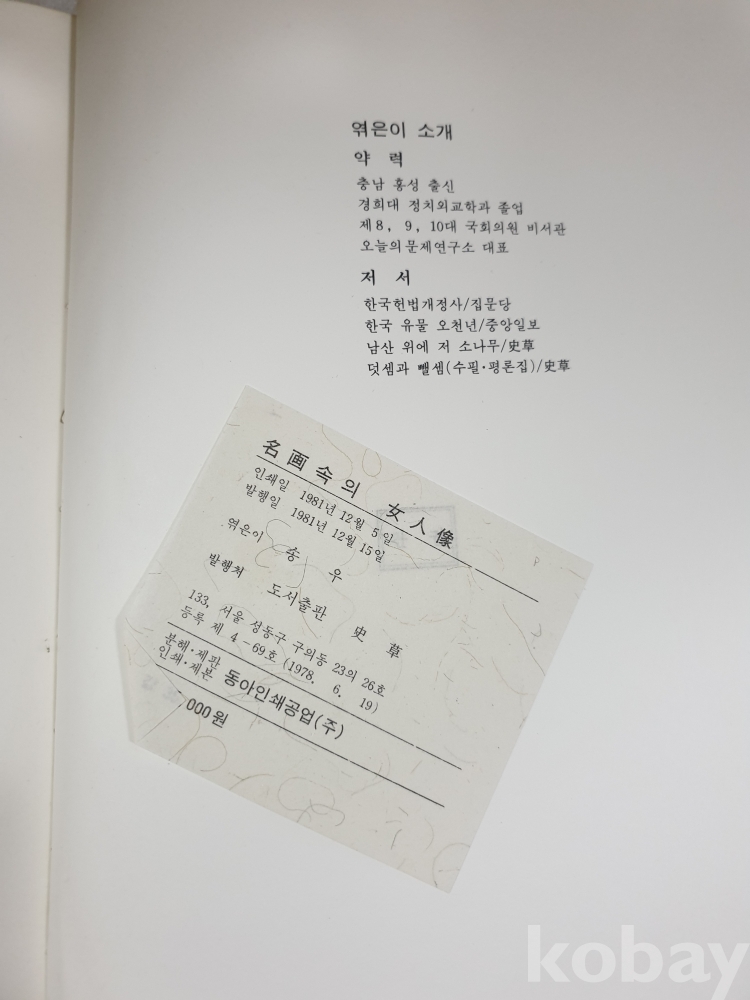 엮은이 소개
약 력
충남 홍성 출신
경희대 정치외교학과 졸업
제8, 9, 10대 국회의원 비서관
오늘의문제연구소 대표
저 서
한국헌법개정사/집문당
한국 유물 오천년/중앙일보
남산 위에 저 소나무/史草
덧셈과 뺄셈(수필·평론집)/史草
名画속의 女人像
인쇄일 1981년 12월 5일
발행일 1981년 12월 15일
엮은이 송 우
발행처 도서출판 史草
133, 서울 성동구 구의동 23의 26호
등록 제 4-69호 (1978. 6. 19)
분해·제판
인쇄·제본 동아인쇄공업(주)
000원
kobay